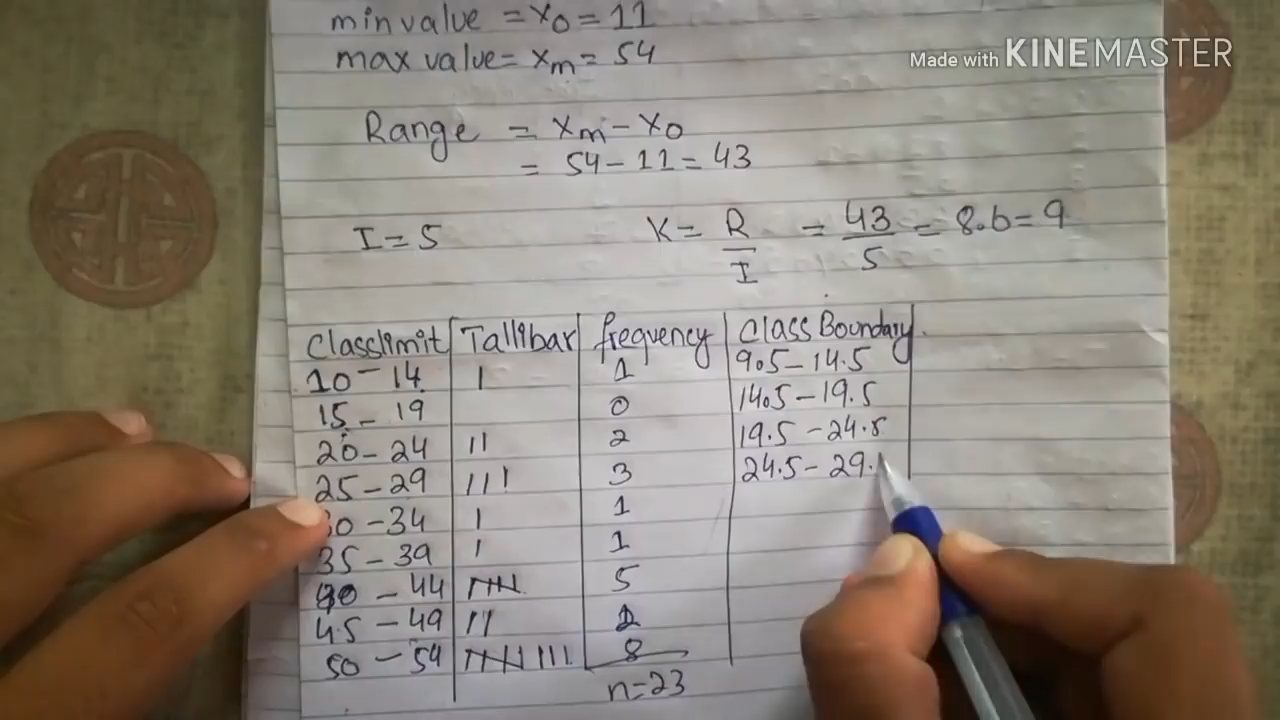 min value = x0 = 11
max value = xm = 54
Made with KINEMASTER
Range = xm - x0
= 54 - 11 = 43
I = 5 K = R/I = 43/5 = 8.6 = 9
Classlimit Tallibar frequency Class Boundary
10 - 14 | 1 9.5 - 14.5
15 - 19 0 14.5 - 19.5
20 - 24 || 2 19.5 - 24.5
25 - 29 ||| 3 24.5 - 29.
30 - 34 | 1
35 - 39 | 1
40 - 44 |||| 5
45 - 49 || 2
50 - 54 |||| ||| 8
n = 23